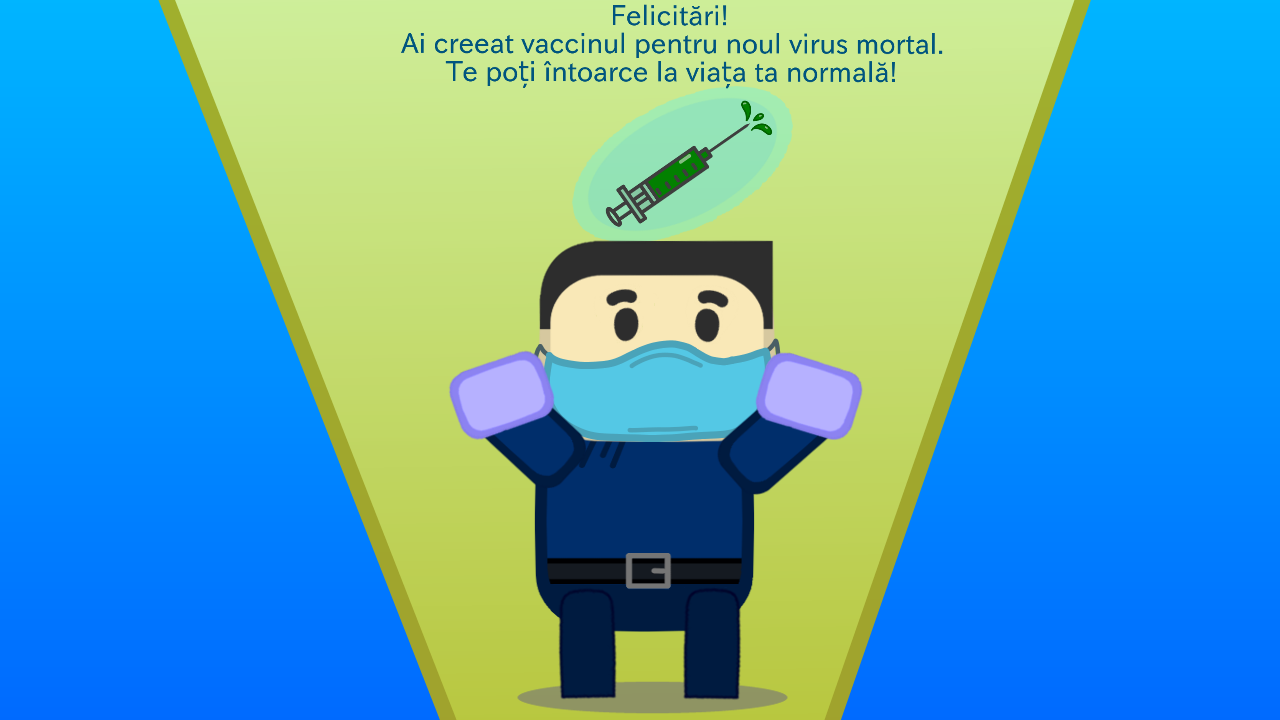 Felicitări!
Ai creeat vaccinul pentru noul virus mortal.
Te poți întoarce la viața ta normală!